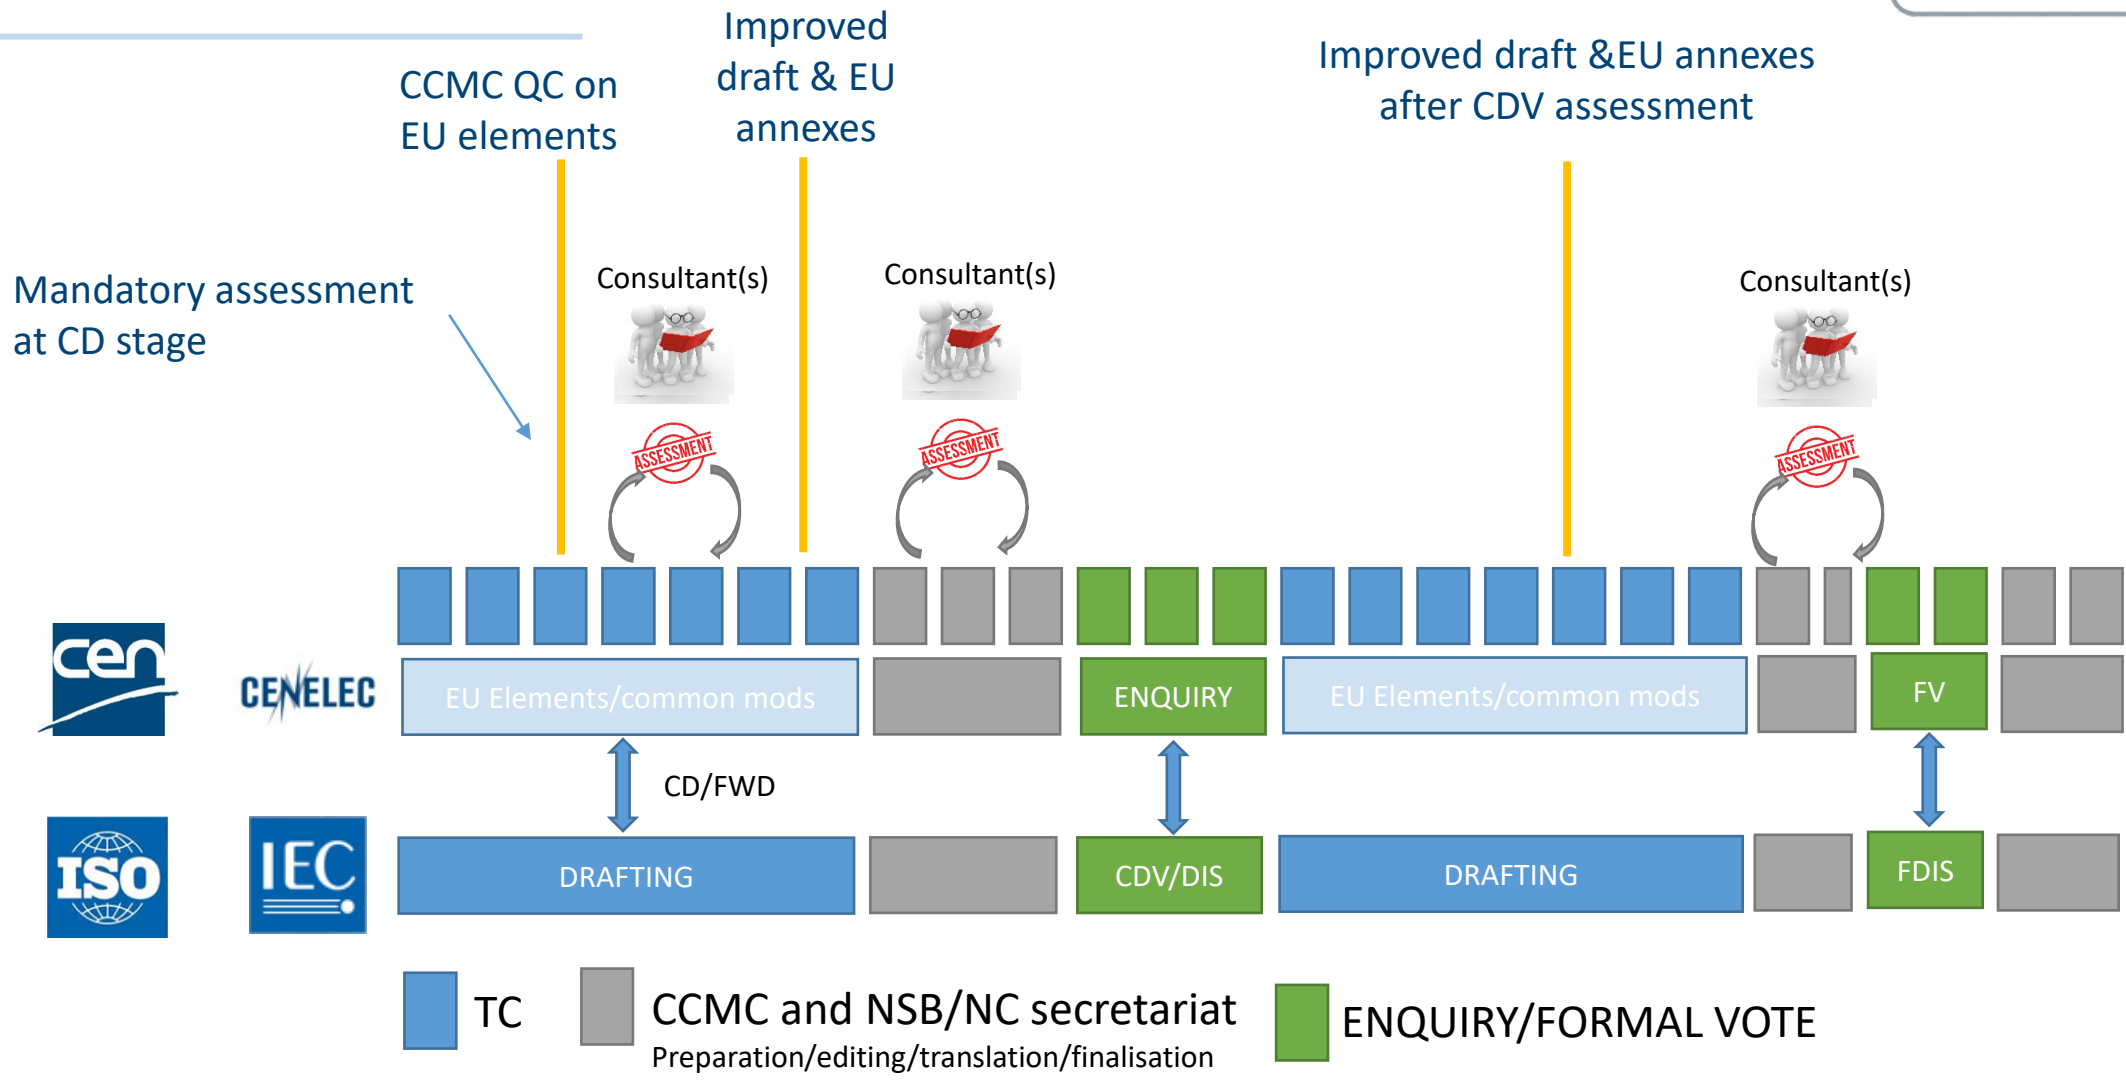 Improved
draft & EU
annexes
CCMC QC on
EU elements
Improved draft &EU annexes
after CDV assessment
Mandatory assessment
at CD stage
Consultant(s)
Consultant(s)
Consultant(s)
ASSESSMENT
ASSESSMENT
ASSESSMENT
cen
CENELEC
EU Elements/common mods
ENQUIRY
EU Elements/common mods
FV
CD/FWD
ISO
IEC
DRAFTING
CDV/DIS
DRAFTING
FDIS
TC
CCMC and NSB/NC secretariat
Preparation/editing/translation/finalisation
ENQUIRY/FORMAL VOTE